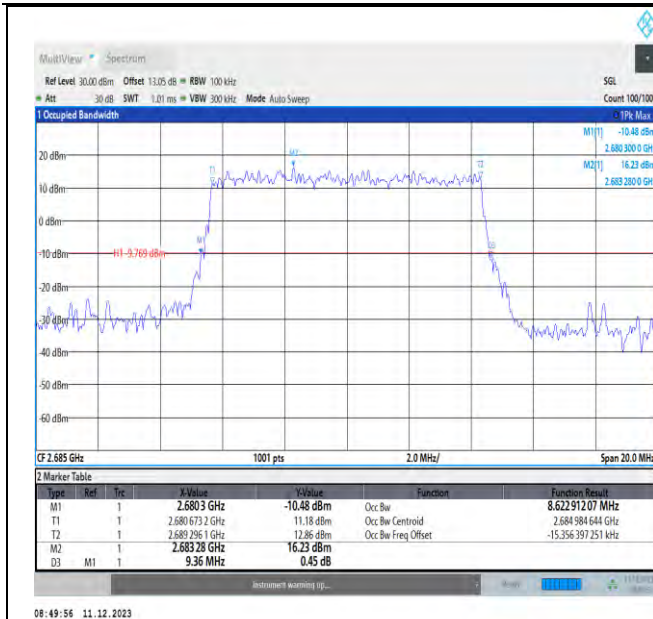 MultiView Spectrum
Ref Level 30.00 dBm Offset 13.05 dB RBW 100 kHz SGL
Att 30 dB SWT 1.01 ms VBW 300 kHz Mode Auto Sweep Count 100/100
1 Occupied Bandwidth 1Pk Max
M1[1] -10.48 dBm
2.680 300 0 GH
M2[1] 16.23 dBm
2.683 280 0 GH
20 dBm
10 dBm
0 dBm
-10 dBm
H1 -9.769 dBm
-20 dBm
-30 dBm
-40 dBm
-50 dBm
-60 dBm
T1
T2
M1
CF 2.685 GHz 1001 pts 2.0 MHz/ Span 20.0 MHz
2 Marker Table
Type Ref Trc X-Value Y-Value Function Function Result
M1 1 2.680 3 GHz -10.48 dBm Occ Bw 8.622 912 07 MHz
T1 1 2.680 673 2 GHz 11.18 dBm Occ Bw Centroid 2.684 984 644 GHz
T2 1 2.689 296 1 GHz 12.86 dBm Occ Bw Freq Offset -15.356 397 251 kHz
M2 1 2.683 28 GHz 16.23 dBm
D3 M1 1 9.36 MHz 0.45 dB
Instrument warming up...
08:49:56 11.12.2023